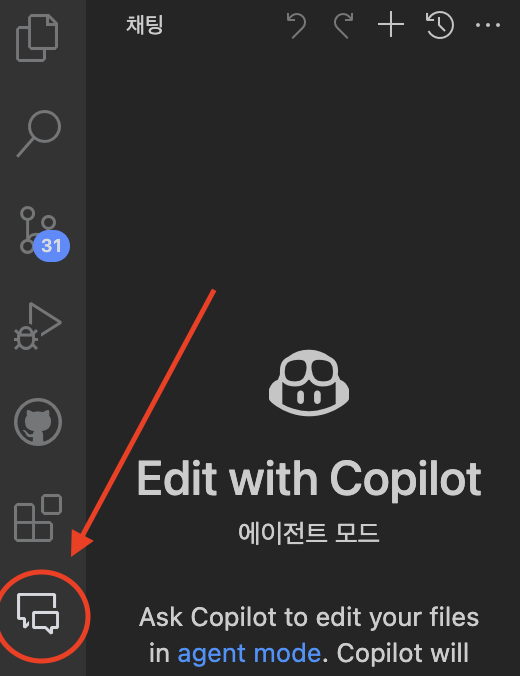 채팅
31
Edit with Copilot
에이전트 모드
Ask Copilot to edit your files
in agent mode. Copilot will